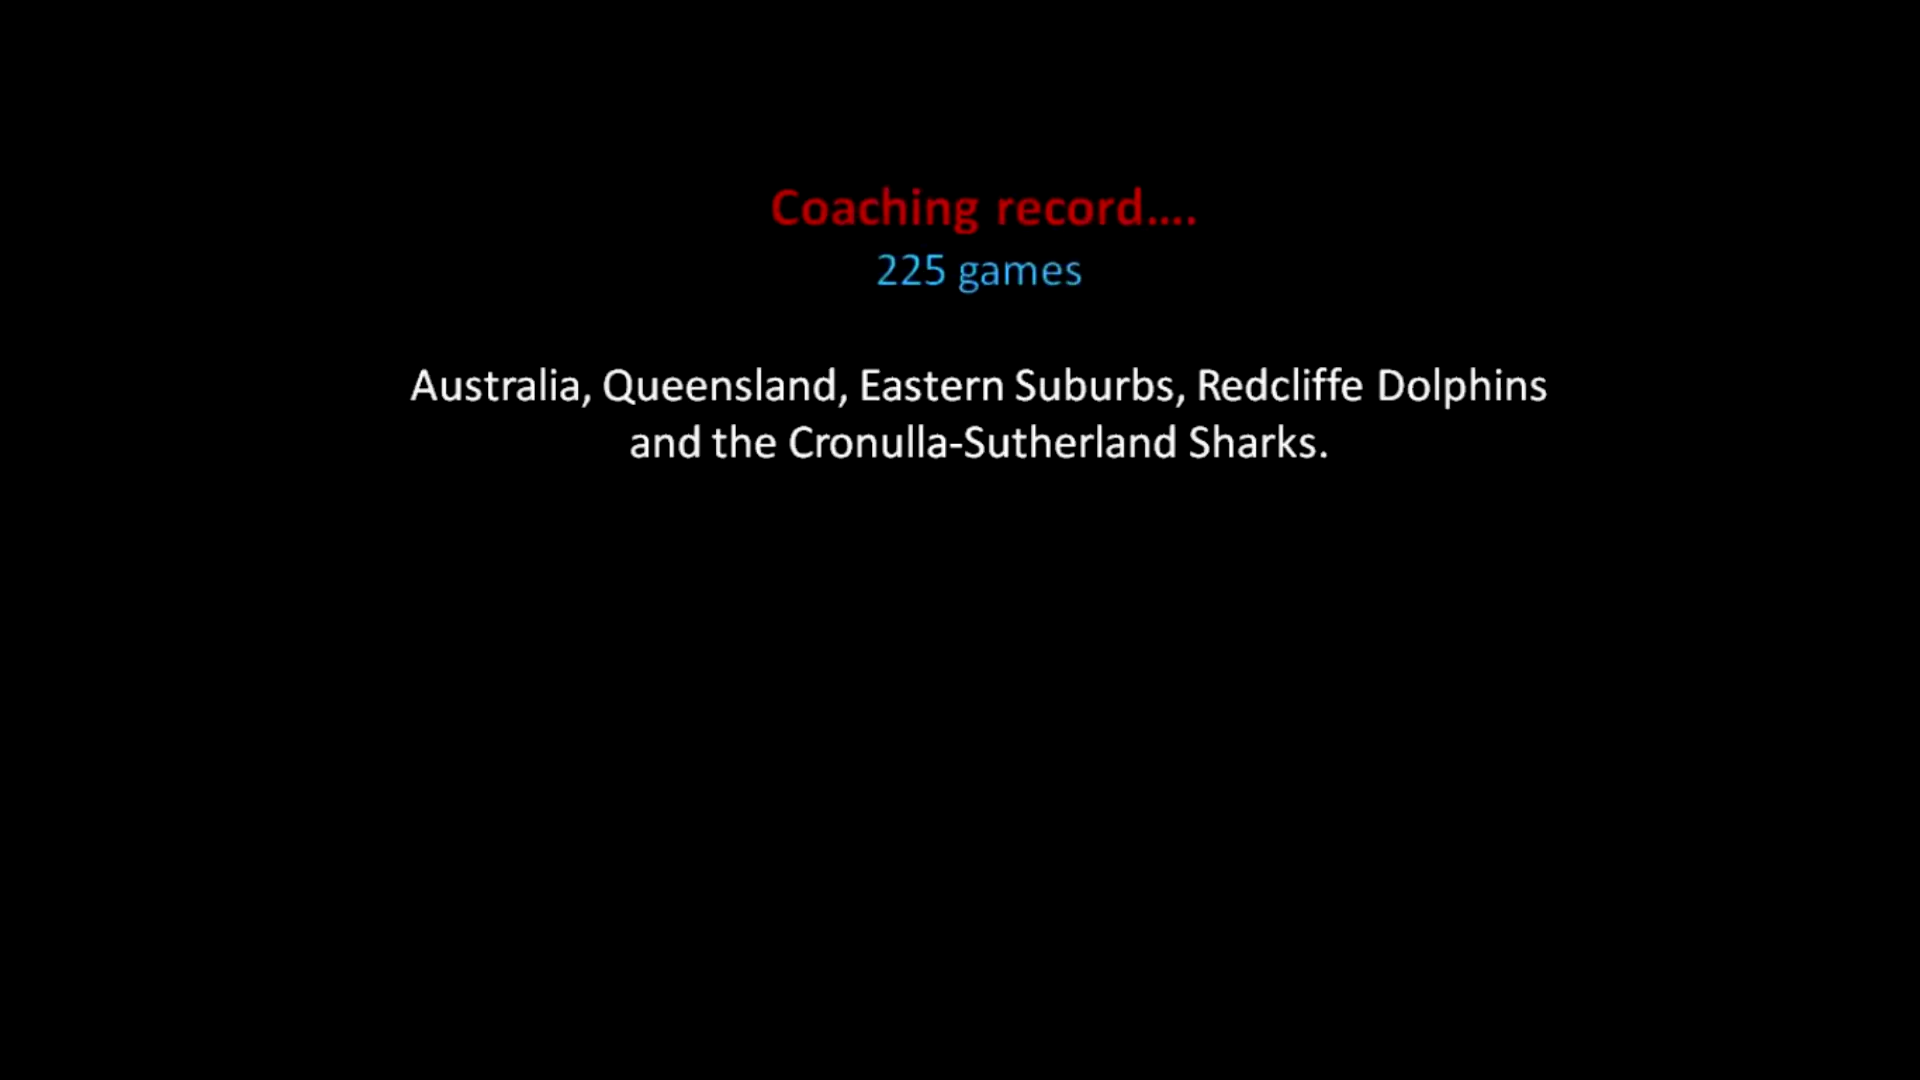 Coaching record....
225 games
Australia, Queensland, Eastern Suburbs, Redcliffe Dolphins
and the Cronulla-Sutherland Sharks.